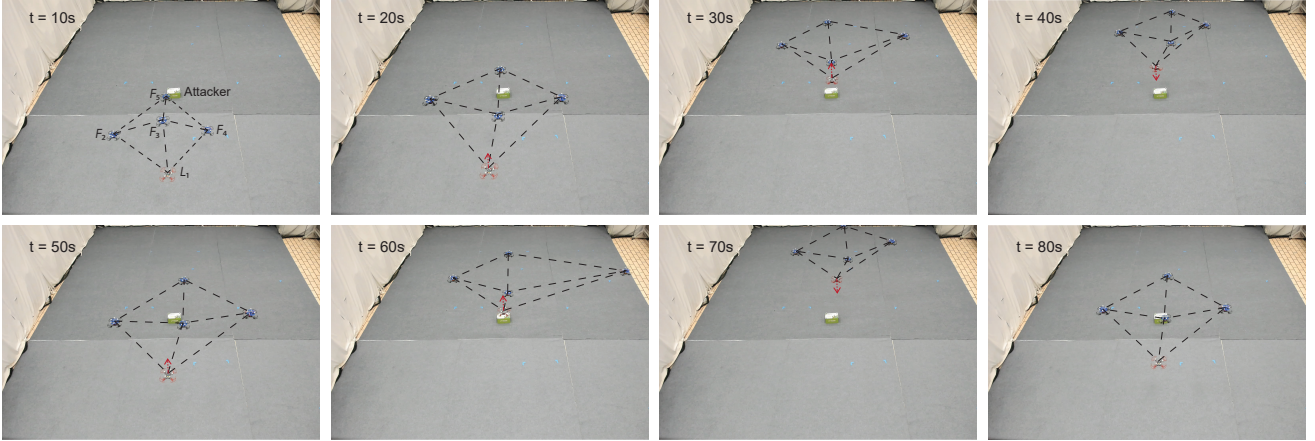 t = 10s
F₅ Attacker
F₂ F₃ F₄
L₁
t = 20s
t = 30s
t = 40s
t = 50s
t = 60s
t = 70s
t = 80s